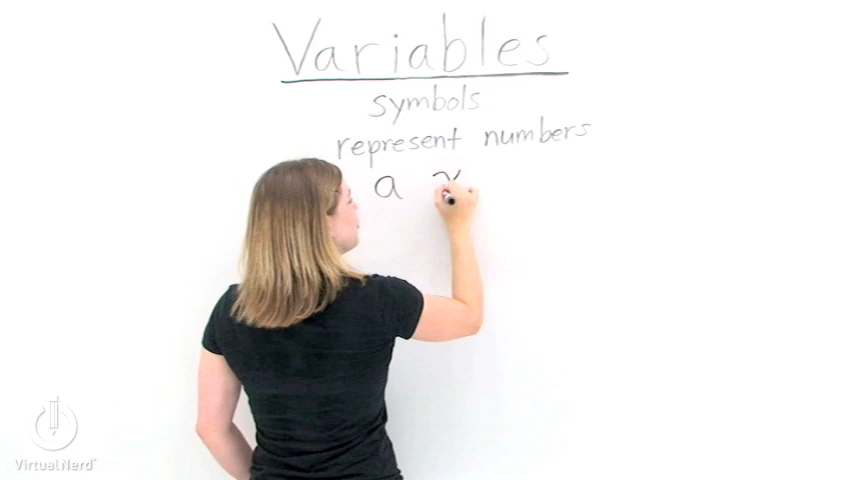 Variables
symbols
represent numbers
a
VirtualNerd